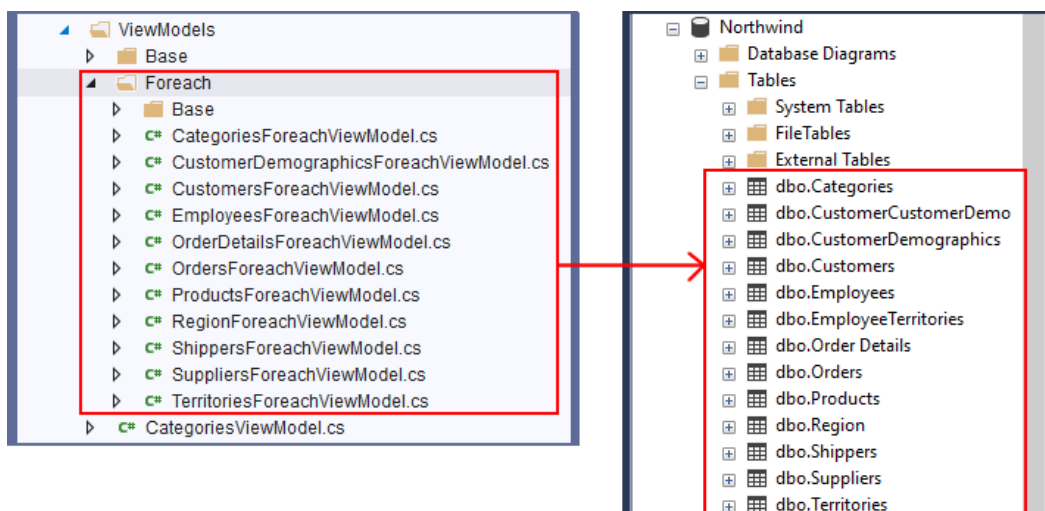 ViewModels
Base
Foreach
Base
C# CategoriesForeachViewModel.cs
C# CustomerDemographicsForeachViewModel.cs
C# CustomersForeachViewModel.cs
C# EmployeesForeachViewModel.cs
C# OrderDetailsForeachViewModel.cs
C# OrdersForeachViewModel.cs
C# ProductsForeachViewModel.cs
C# RegionForeachViewModel.cs
C# ShippersForeachViewModel.cs
C# SuppliersForeachViewModel.cs
C# TerritoriesForeachViewModel.cs
C# CategoriesViewModel.cs
Northwind
Database Diagrams
Tables
System Tables
FileTables
External Tables
dbo.Categories
dbo.CustomerCustomerDemo
dbo.CustomerDemographics
dbo.Customers
dbo.Employees
dbo.EmployeeTerritories
dbo.Order Details
dbo.Orders
dbo.Products
dbo.Region
dbo.Shippers
dbo.Suppliers
dbo.Territories